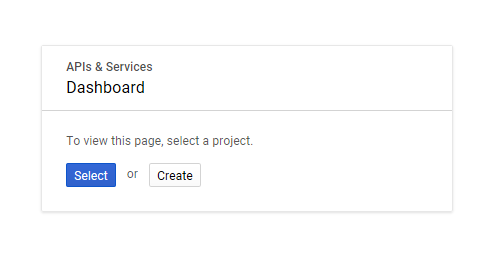 APIs & Services
Dashboard
To view this page, select a project.
Select or Create